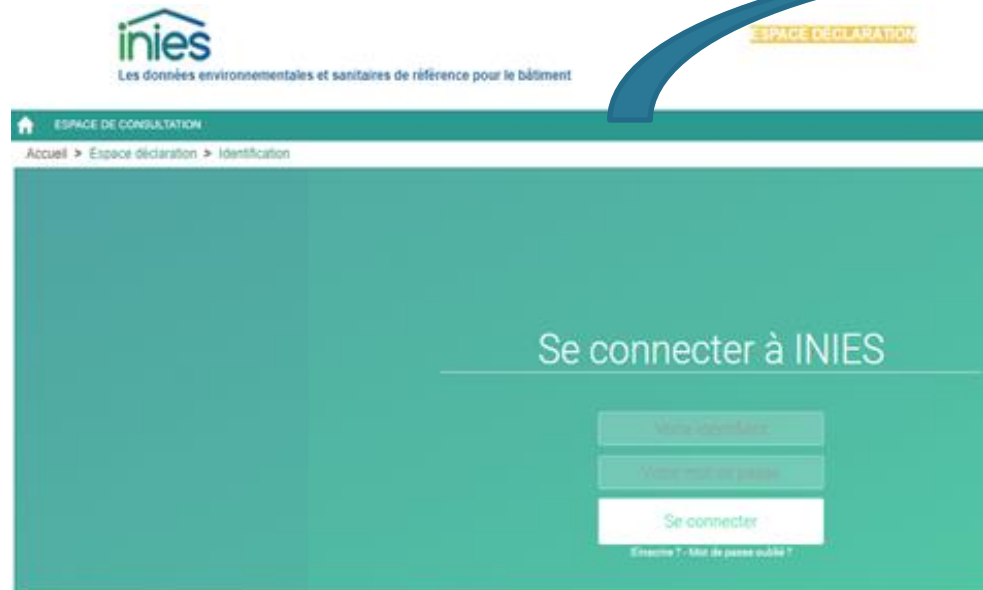 inies
ESPACE DÉCLARATION
Les données environnementales et sanitaires de référence pour le bâtiment
ESPACE DE CONSULTATION
Accueil > Espace déclaration > Identification
Se connecter à INIES
Votre identifiant
Votre mot de passe
Se connecter
S'inscrire ? - Mot de passe oublié ?